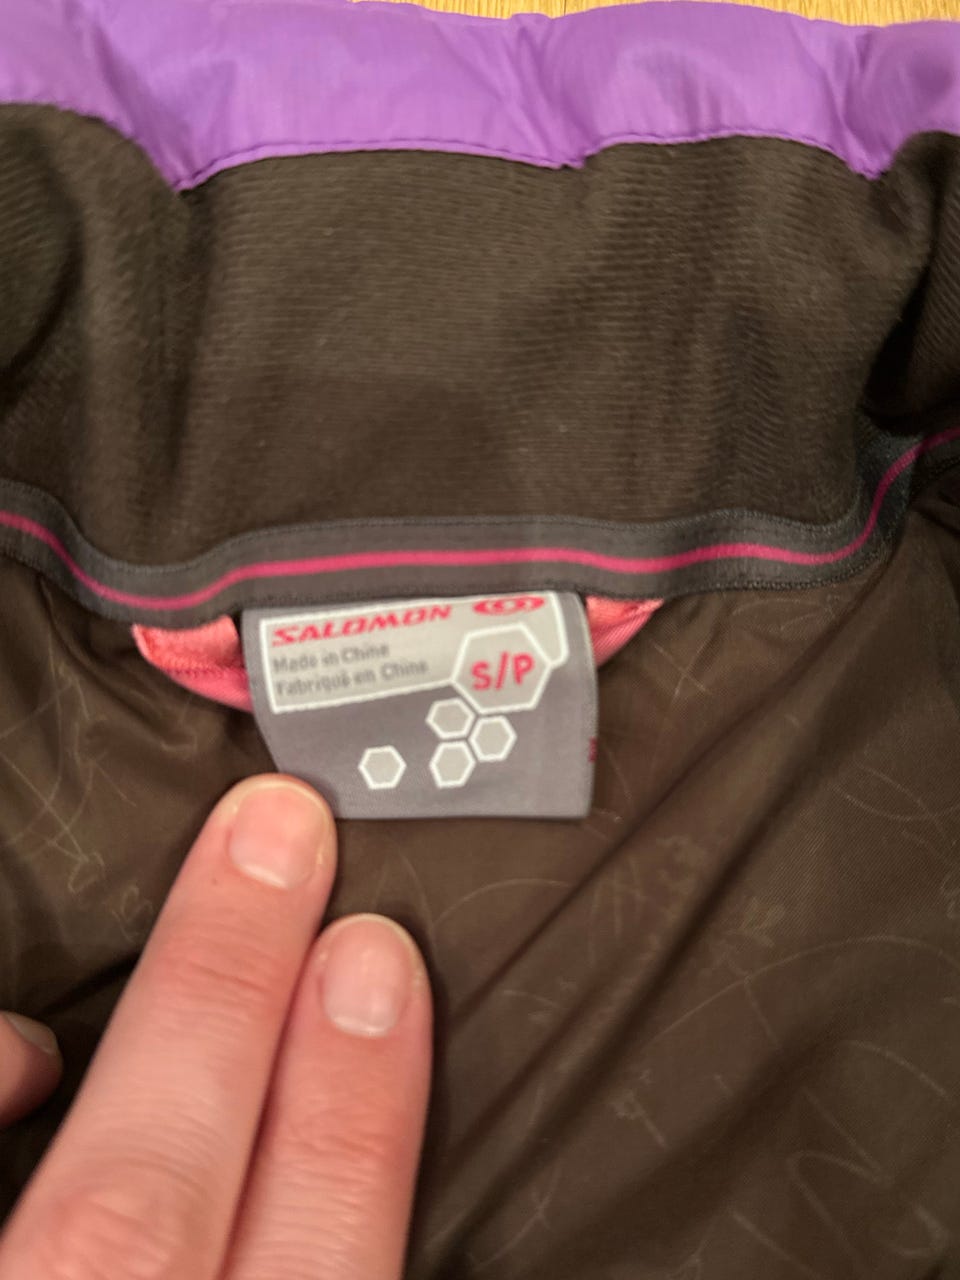 SALOMON
Made in China
Fabriqué en Chine
S/P